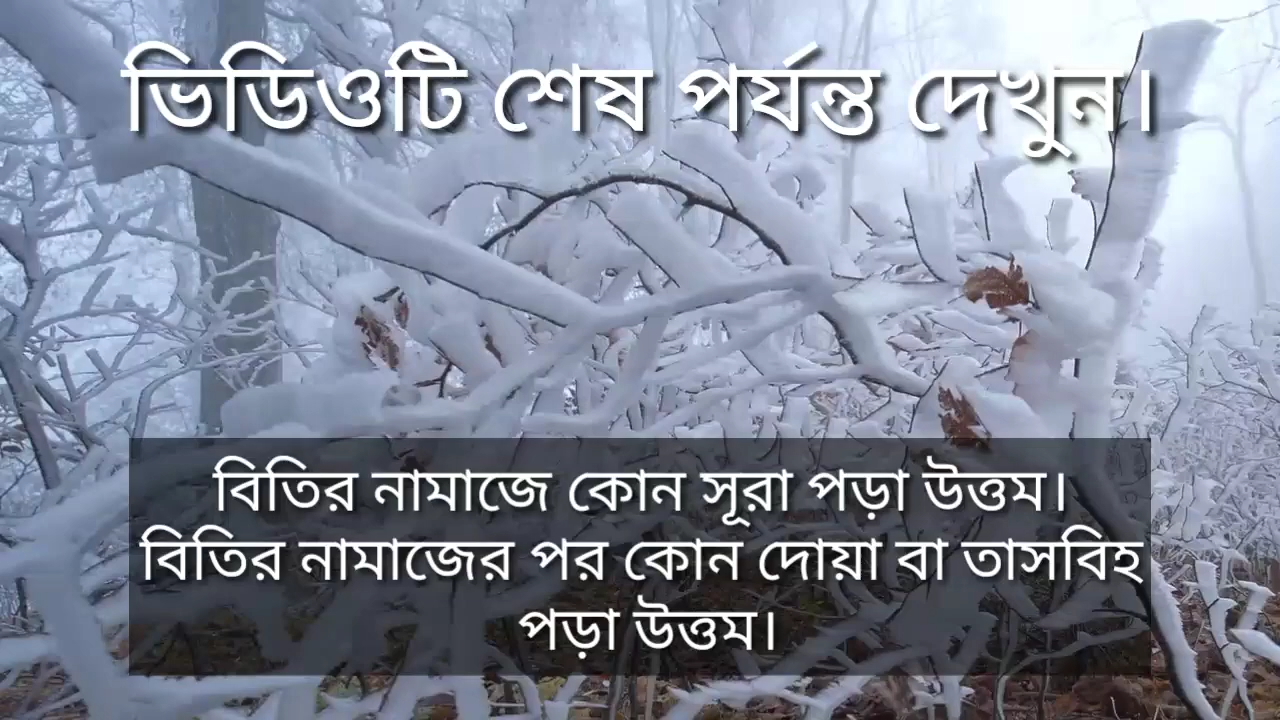 ভিডিওটি শেষ পর্যন্ত দেখুন।
বিতির নামাজে কোন সূরা পড়া উত্তম।
বিতির নামাজের পর কোন দোয়া বা তাসবিহ
পড়া উত্তম।